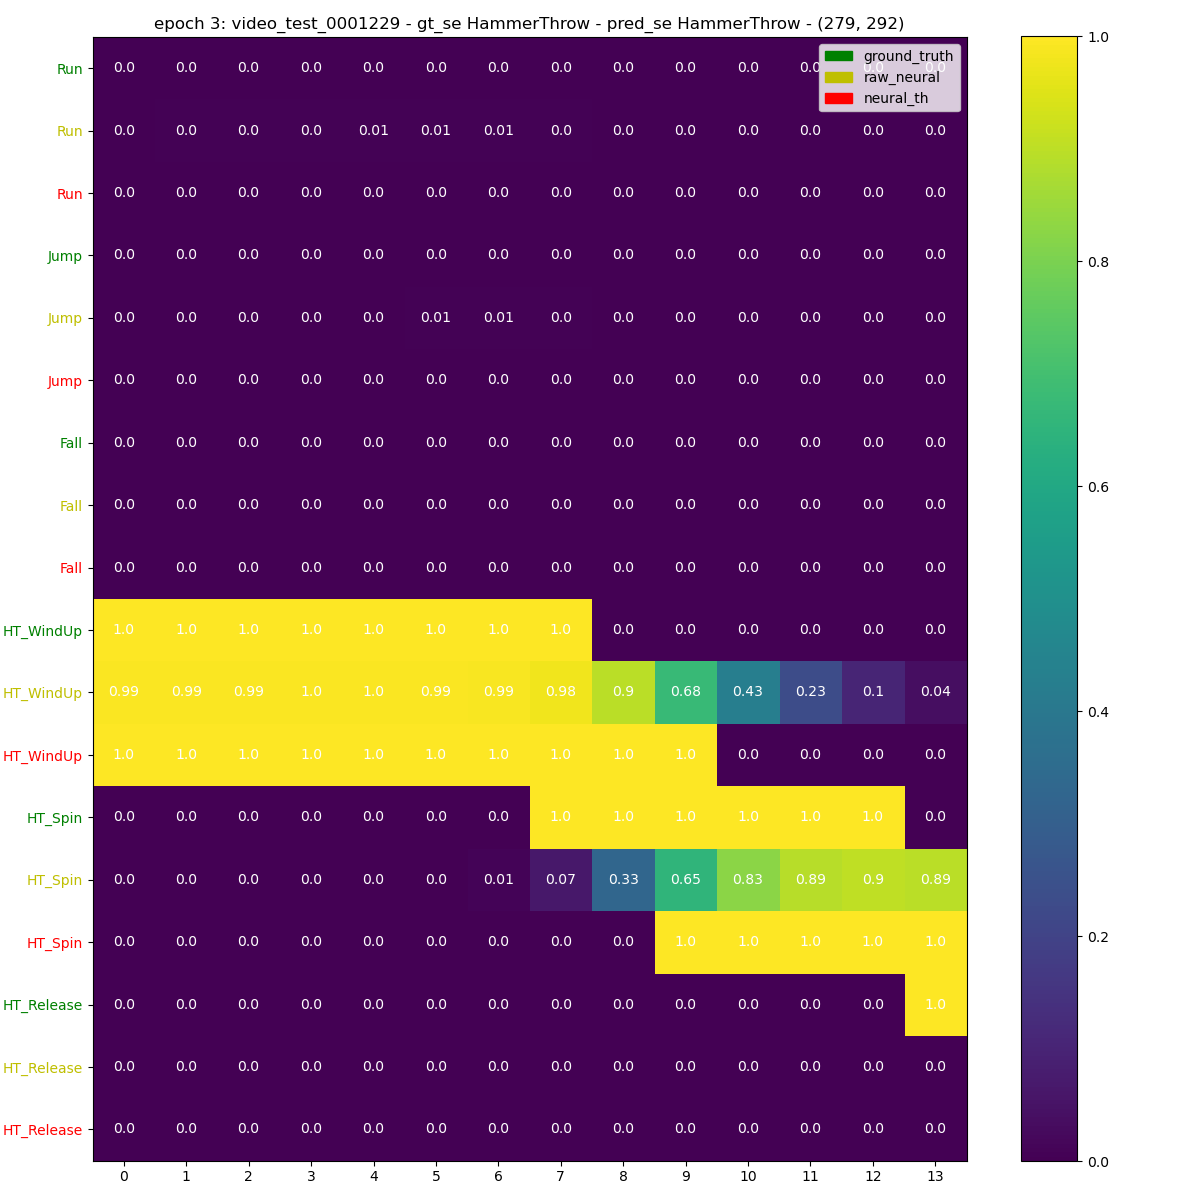 epoch 3: video_test_0001229 - gt_se HammerThrow - pred_se HammerThrow - (279, 292)
ground_truth
raw_neural
neural_th
Run 0.0 0.0 0.0 0.0 0.0 0.0 0.0 0.0 0.0 0.0 0.0 0.0 0.0 0.0
Run 0.0 0.0 0.0 0.0 0.01 0.01 0.01 0.0 0.0 0.0 0.0 0.0 0.0 0.0
Run 0.0 0.0 0.0 0.0 0.0 0.0 0.0 0.0 0.0 0.0 0.0 0.0 0.0 0.0
Jump 0.0 0.0 0.0 0.0 0.0 0.0 0.0 0.0 0.0 0.0 0.0 0.0 0.0 0.0
Jump 0.0 0.0 0.0 0.0 0.0 0.01 0.01 0.0 0.0 0.0 0.0 0.0 0.0 0.0
Jump 0.0 0.0 0.0 0.0 0.0 0.0 0.0 0.0 0.0 0.0 0.0 0.0 0.0 0.0
Fall 0.0 0.0 0.0 0.0 0.0 0.0 0.0 0.0 0.0 0.0 0.0 0.0 0.0 0.0
Fall 0.0 0.0 0.0 0.0 0.0 0.0 0.0 0.0 0.0 0.0 0.0 0.0 0.0 0.0
Fall 0.0 0.0 0.0 0.0 0.0 0.0 0.0 0.0 0.0 0.0 0.0 0.0 0.0 0.0
HT_WindUp 1.0 1.0 1.0 1.0 1.0 1.0 1.0 1.0 0.0 0.0 0.0 0.0 0.0 0.0
HT_WindUp 0.99 0.99 0.99 1.0 1.0 0.99 0.99 0.98 0.9 0.68 0.43 0.23 0.1 0.04
HT_WindUp 1.0 1.0 1.0 1.0 1.0 1.0 1.0 1.0 1.0 1.0 0.0 0.0 0.0 0.0
HT_Spin 0.0 0.0 0.0 0.0 0.0 0.0 0.0 1.0 1.0 1.0 1.0 1.0 1.0 0.0
HT_Spin 0.0 0.0 0.0 0.0 0.0 0.0 0.01 0.07 0.33 0.65 0.83 0.89 0.9 0.89
HT_Spin 0.0 0.0 0.0 0.0 0.0 0.0 0.0 0.0 0.0 1.0 1.0 1.0 1.0 1.0
HT_Release 0.0 0.0 0.0 0.0 0.0 0.0 0.0 0.0 0.0 0.0 0.0 0.0 0.0 1.0
HT_Release 0.0 0.0 0.0 0.0 0.0 0.0 0.0 0.0 0.0 0.0 0.0 0.0 0.0 0.0
HT_Release 0.0 0.0 0.0 0.0 0.0 0.0 0.0 0.0 0.0 0.0 0.0 0.0 0.0 0.0
0 1 2 3 4 5 6 7 8 9 10 11 12 13
1.0
0.8
0.6
0.4
0.2
0.0